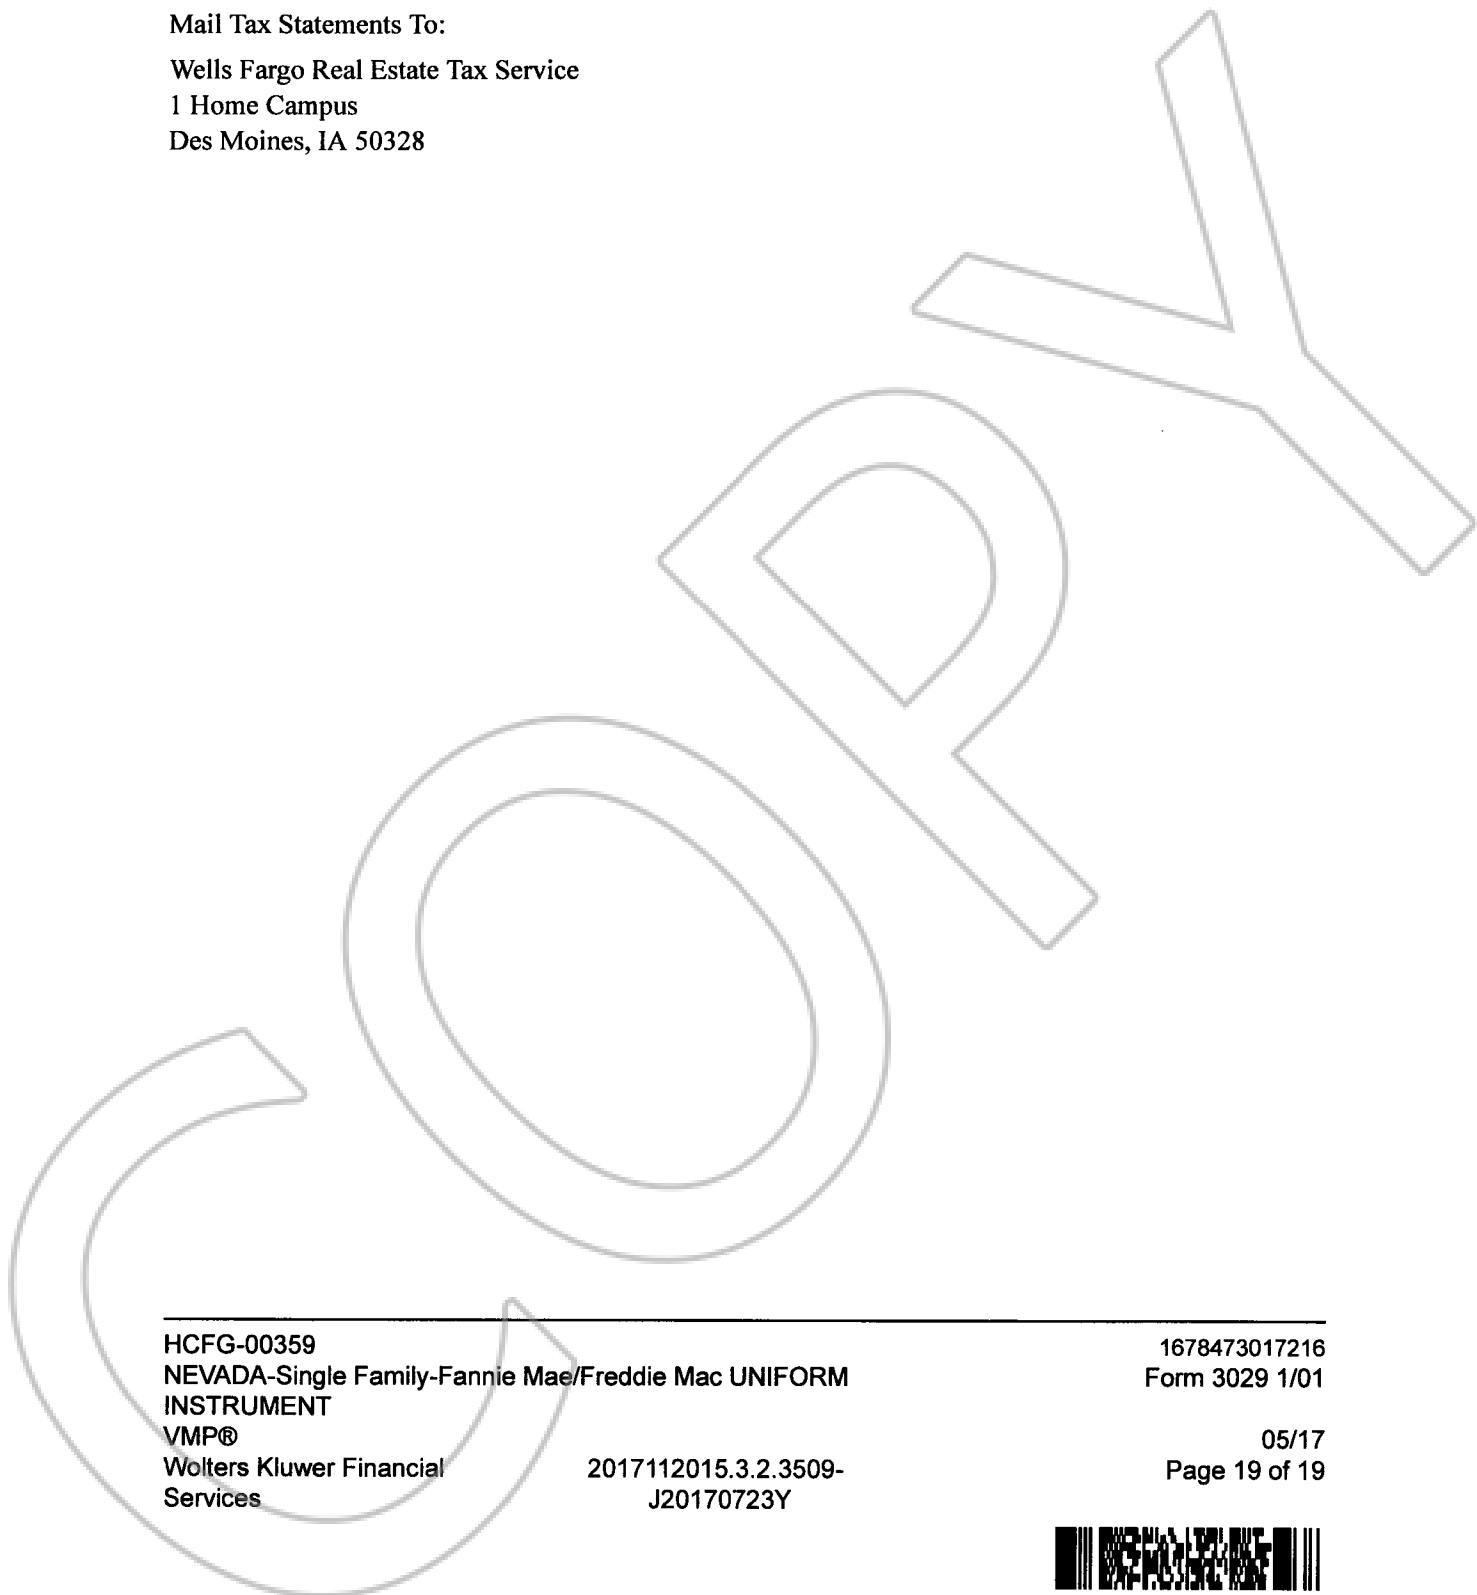 Mail Tax Statements To:
Wells Fargo Real Estate Tax Service
1 Home Campus
Des Moines, IA 50328
COPY
HCFG-00359 1678473017216
NEVADA-Single Family-Fannie Mae/Freddie Mac UNIFORM Form 3029 1/01
INSTRUMENT
VMP® 05/17
Wolters Kluwer Financial 2017112015.3.2.3509- Page 19 of 19
Services J20170723Y